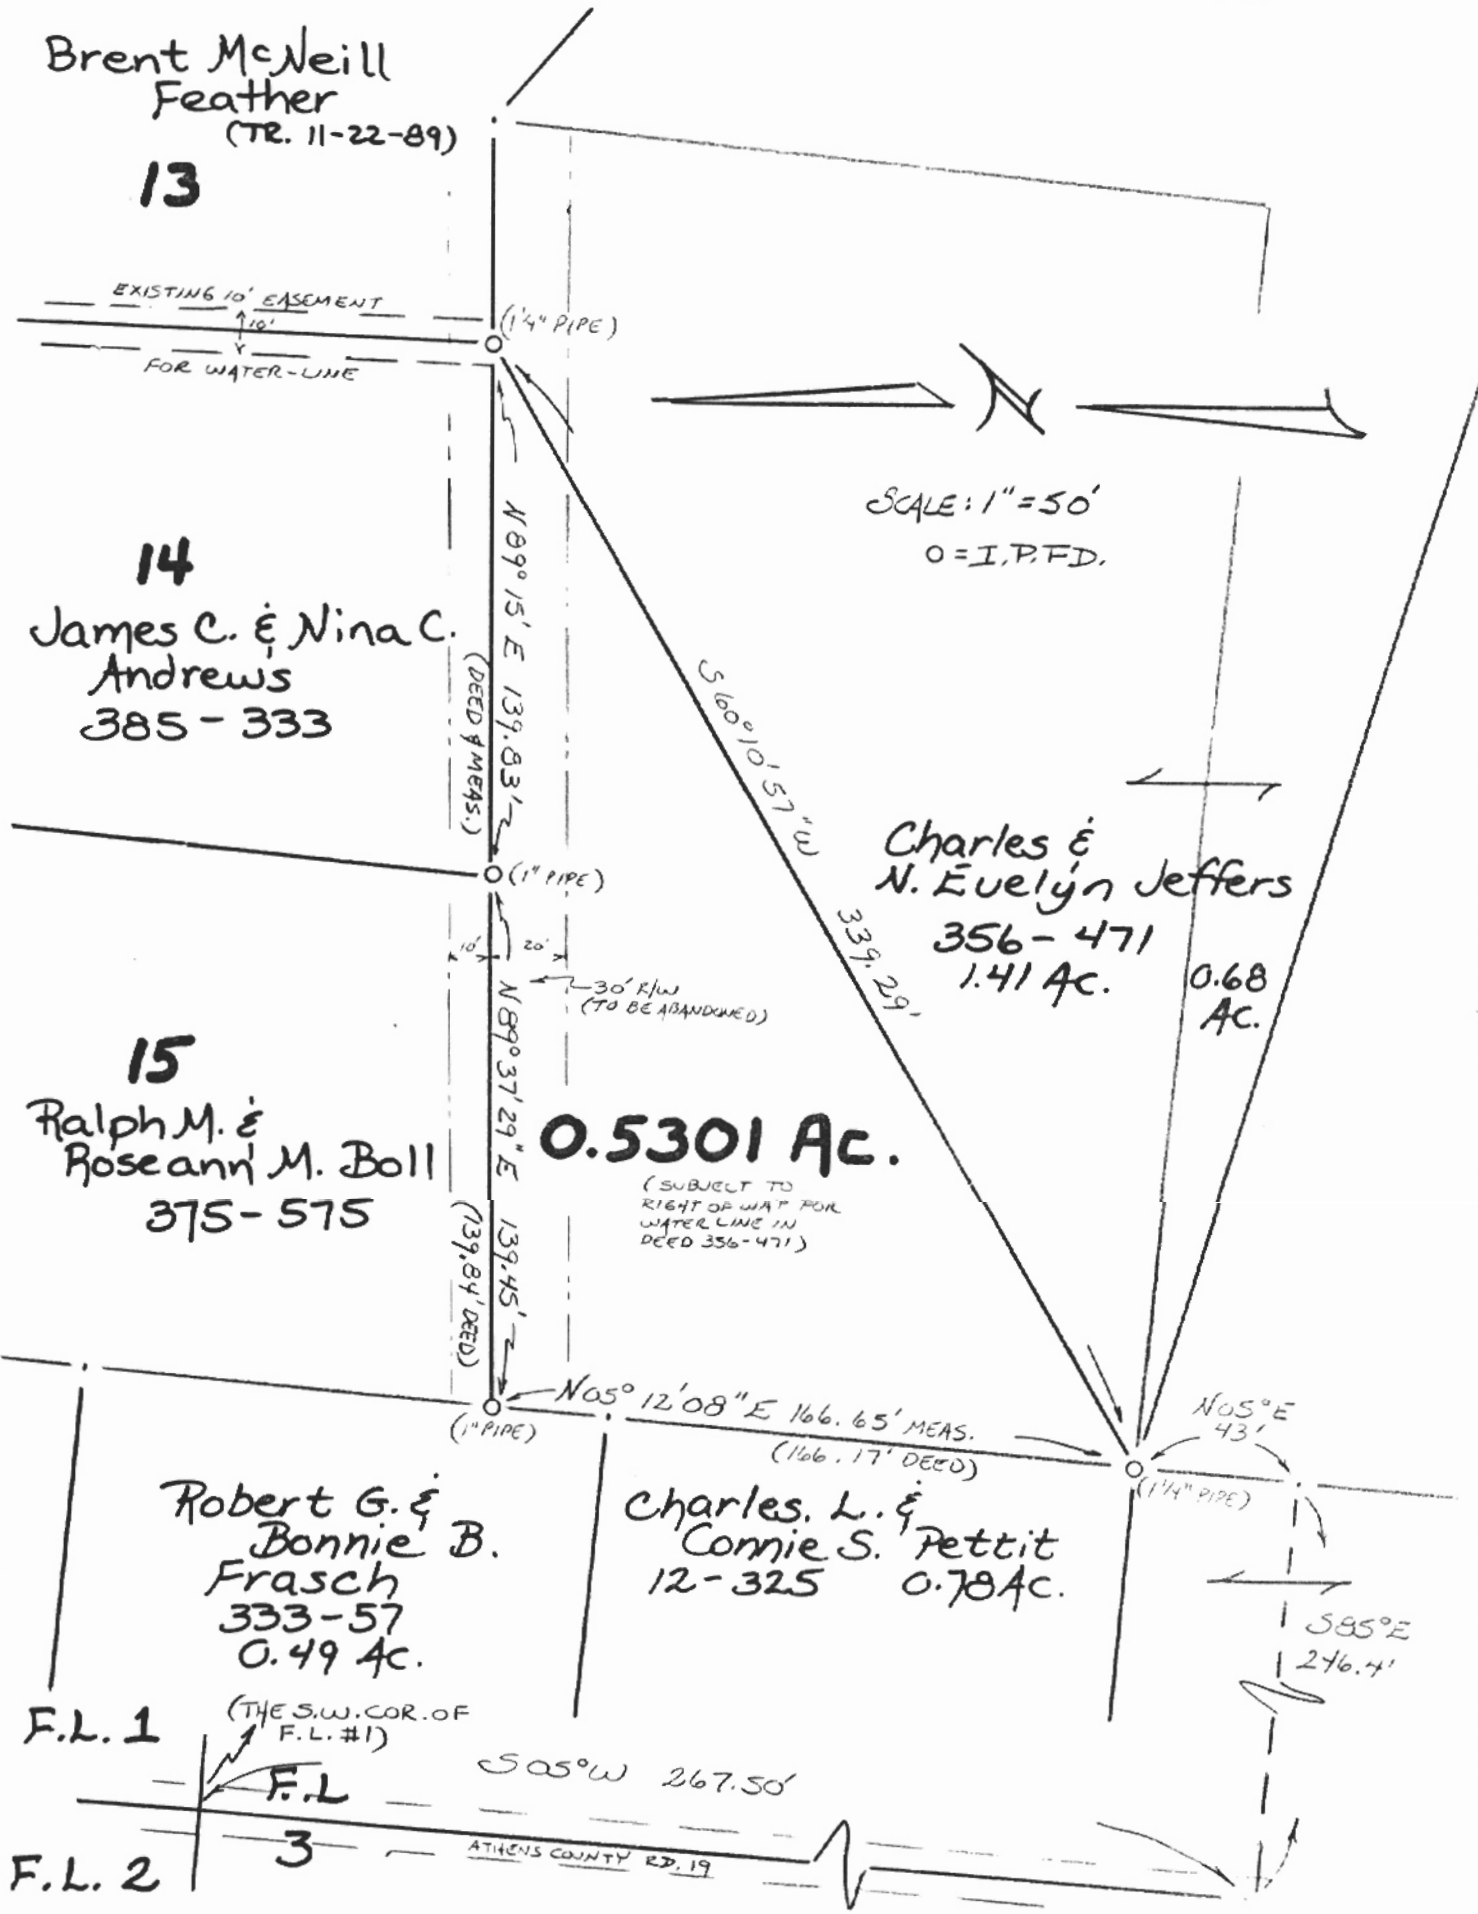 Brent McNeill
Feather
(TR. 11-22-89)
13
EXISTING 10' EASEMENT
10'
FOR WATER-LINE
(1¼" PIPE)
N
SCALE: 1" = 50'
O = I.P.FD.
14
James C. & Nina C.
Andrews
385-333
N 89° 15' E 139.83'
(DEED & MEAS.)
S 60° 10' 57" W
339.29'
Charles &
N. Evelyn Jeffers
356-471
1.41 AC.
0.68
AC.
(1" PIPE)
10'
20'
30' R/W
(TO BE ABANDONED)
15
Ralph M. &
Roseann M. Boll
375-575
N 89° 37' 29" E 139.45'
(139.84' DEED)
0.5301 Ac.
(SUBJECT TO
RIGHT OF WAY FOR
WATER LINE IN
DEED 356-471)
N 05° 12' 08" E 166.65' MEAS.
(166.17' DEED)
(1" PIPE)
N 05° E
43'
(1¼" PIPE)
Robert G. &
Bonnie B.
Frasch
333-57
0.49 AC.
Charles. L. &
Connie S. Pettit
12-325 0.78 AC.
S 85° E
246.4'
F.L. 1
(THE S.W. COR. OF
F.L. #1)
F.L
3
S 05° W 267.50'
ATHENS COUNTY RD. 19
F.L. 2